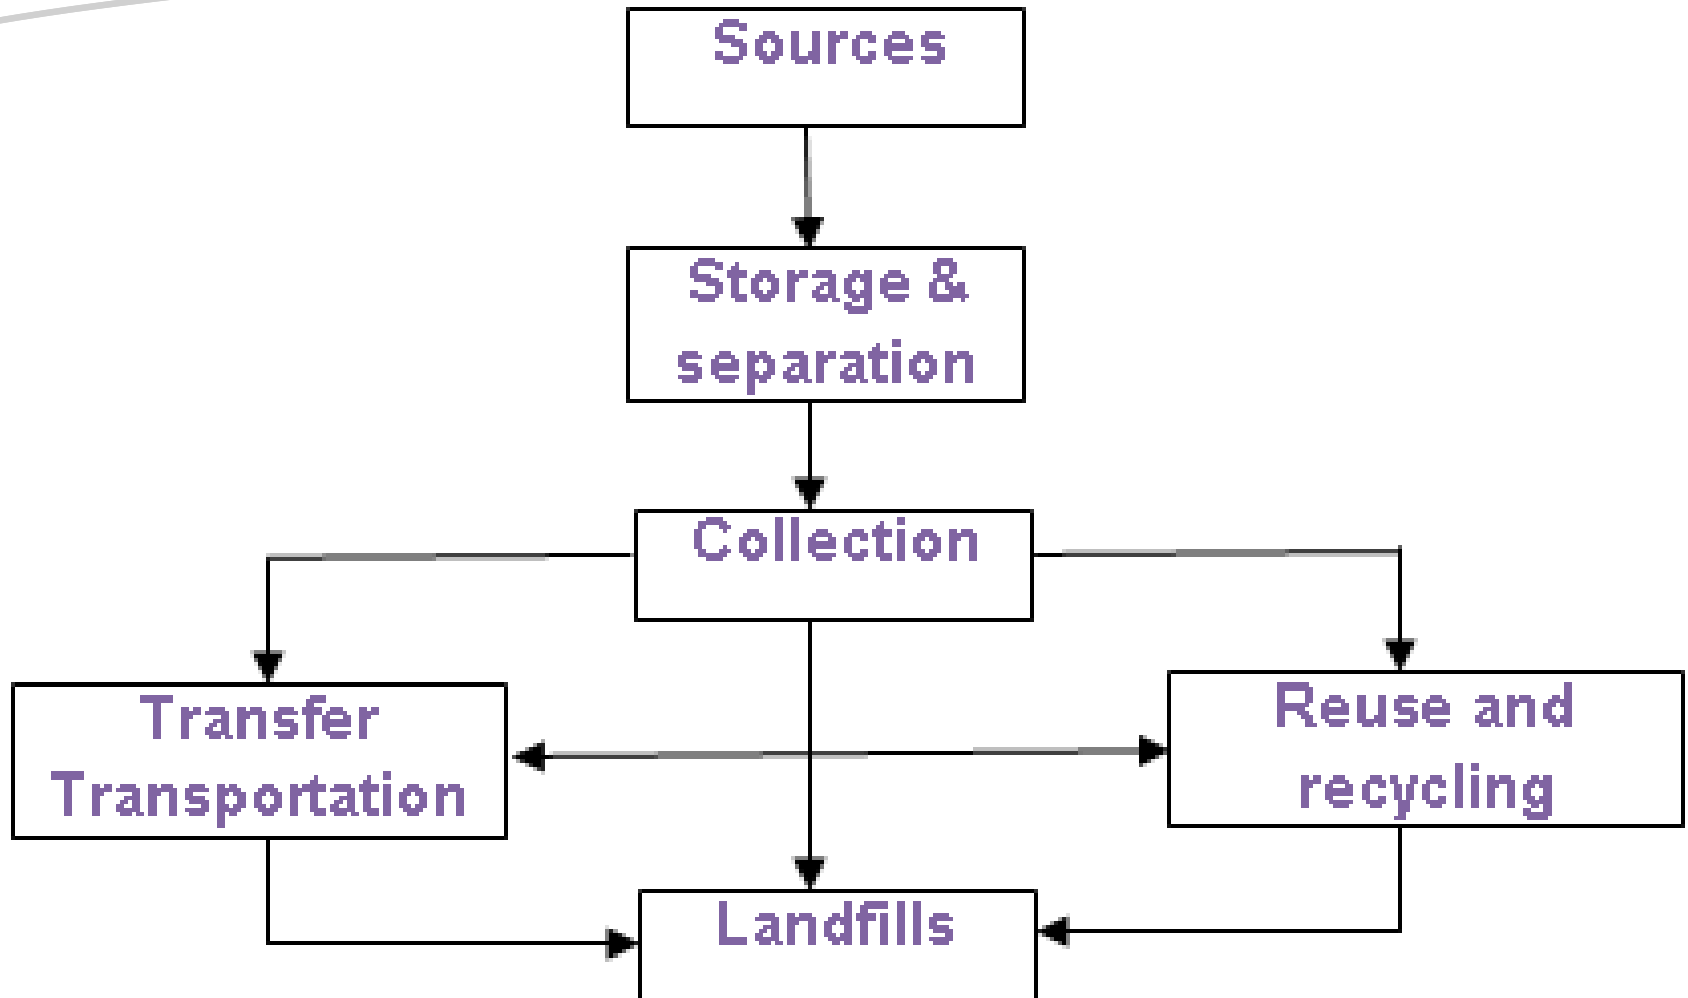 Sources
Storage &
separation
Collection
Transfer
Transportation
Reuse and
recycling
Landfills